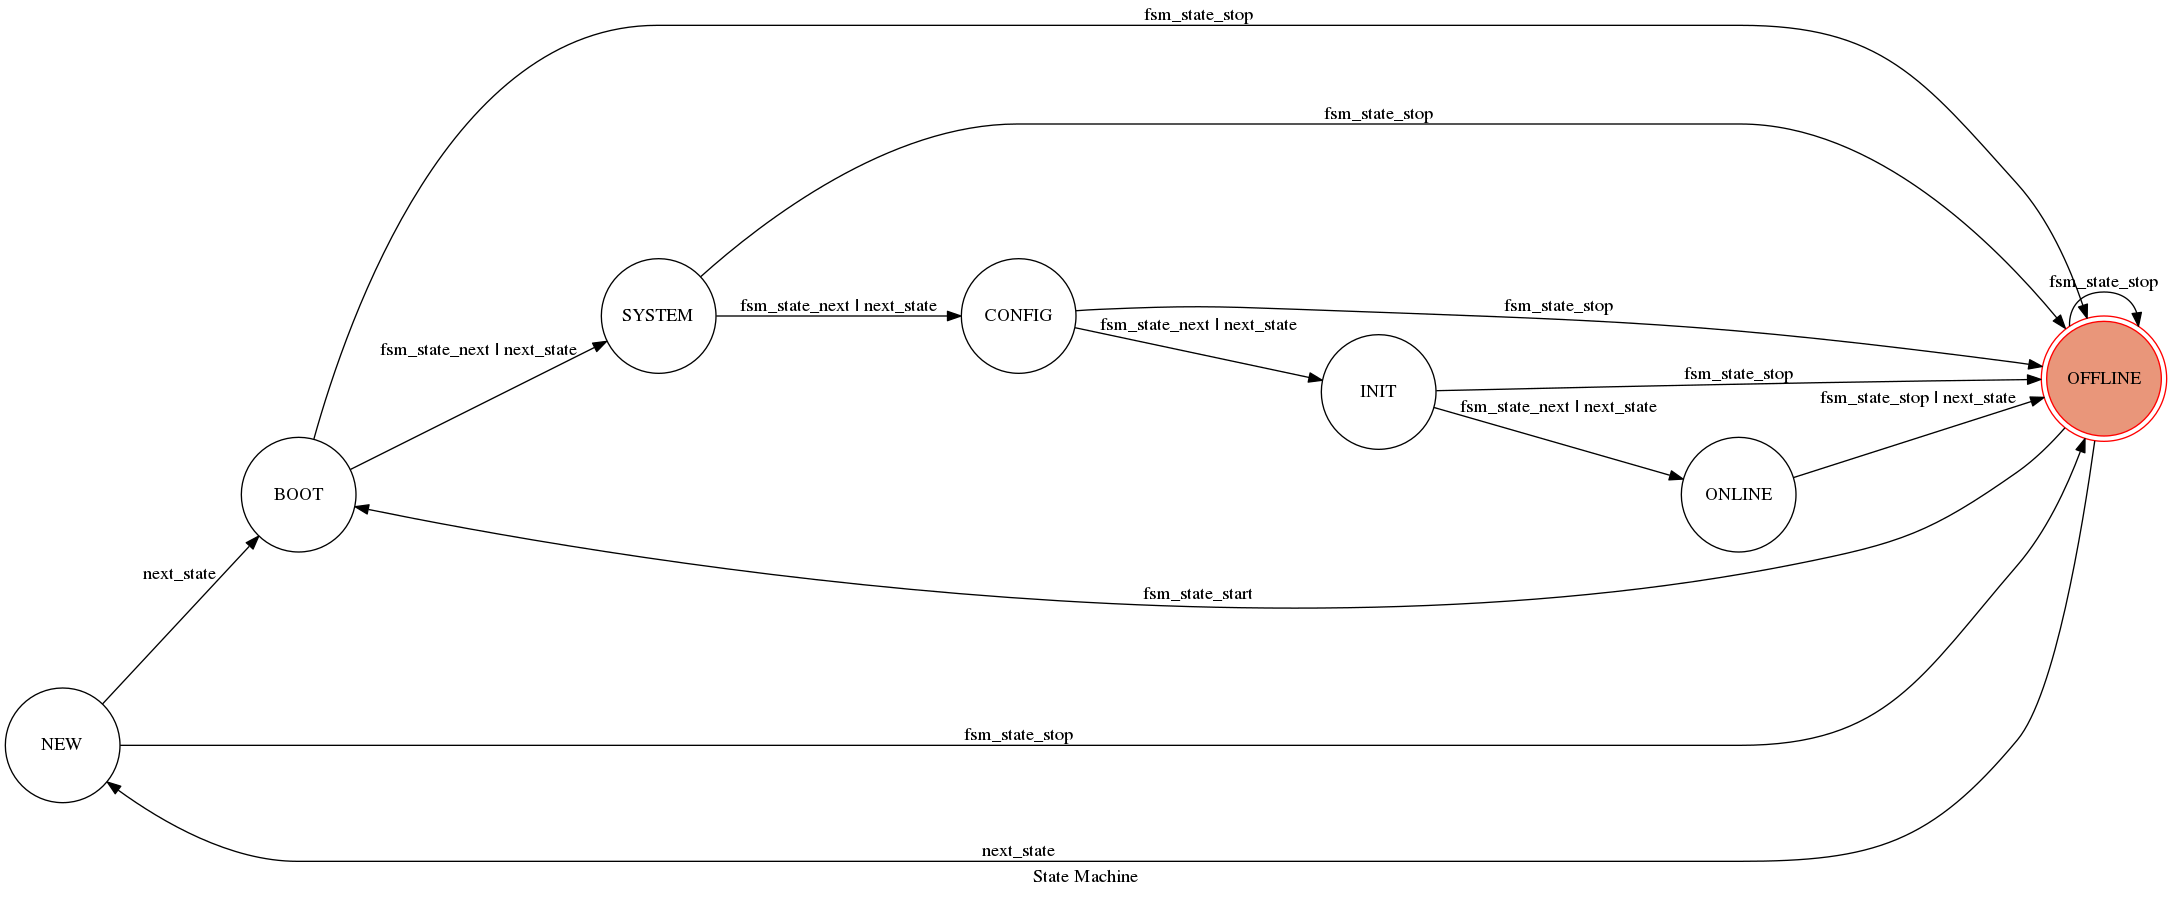 fsm_state_stop
fsm_state_stop
fsm_state_stop
SYSTEM
fsm_state_next | next_state
CONFIG
fsm_state_stop
fsm_state_next | next_state
fsm_state_next | next_state
INIT
fsm_state_stop
OFFLINE
fsm_state_stop | next_state
fsm_state_next | next_state
BOOT
ONLINE
next_state
fsm_state_start
NEW
fsm_state_stop
next_state
State Machine